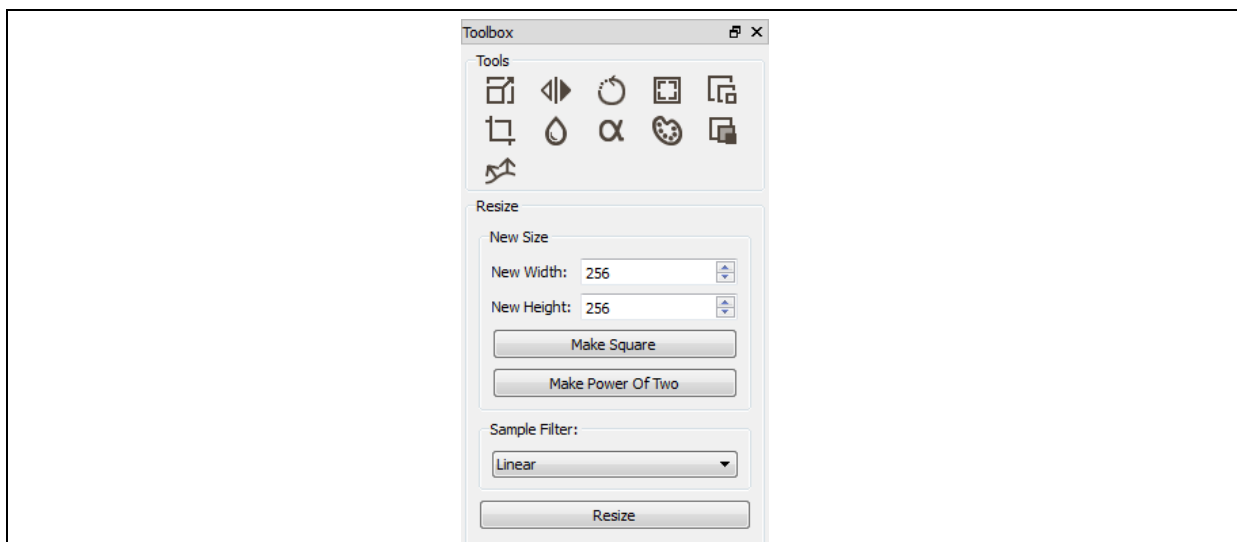 Toolbox
Tools
Resize
New Size
New Width: 256
New Height: 256
Make Square
Make Power Of Two
Sample Filter:
Linear
Resize